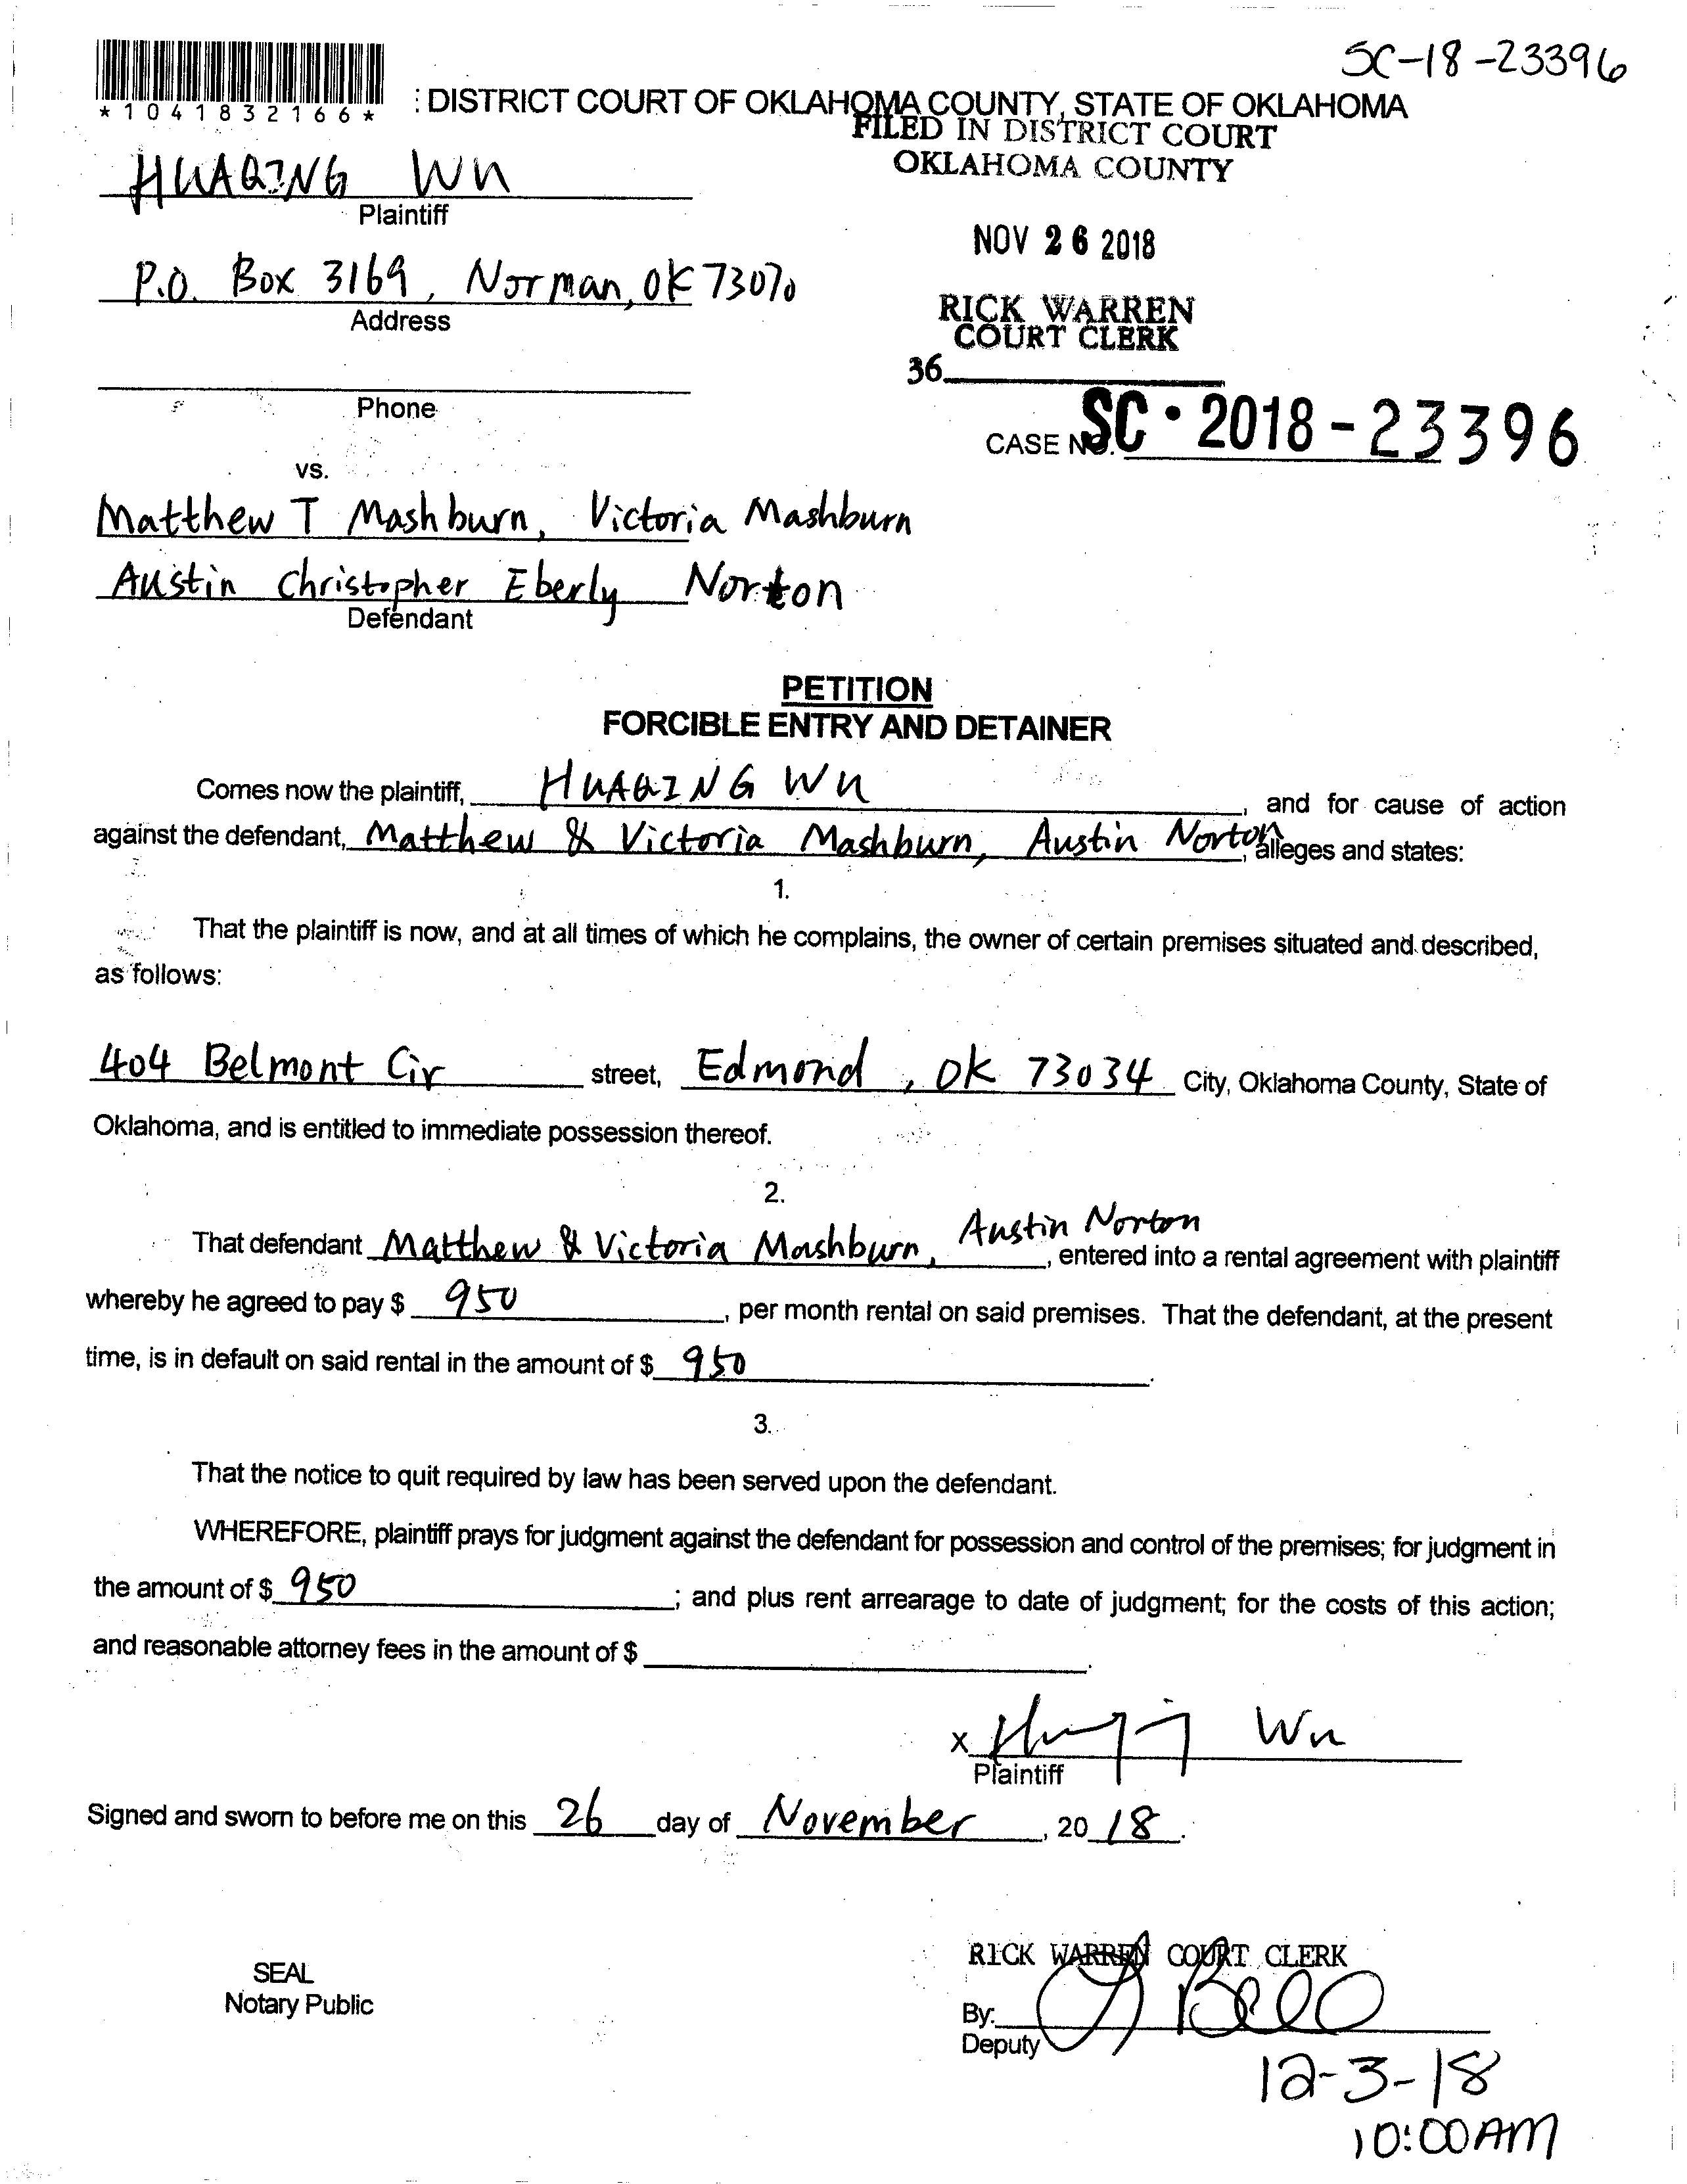 SC-18-23396
*1041832166*
: DISTRICT COURT OF OKLAHOMA COUNTY, STATE OF OKLAHOMA
FILED IN DISTRICT COURT
OKLAHOMA COUNTY
HUAQING WU
Plaintiff
NOV 26 2018
P.O. Box 3169, Norman, OK 73070
Address
RICK WARREN
COURT CLERK
36
Phone
CASE NO. SC-2018-23396
vs.
Matthew T Mashburn, Victoria Mashburn
Austin Christopher Eberly Norton
Defendant
PETITION
FORCIBLE ENTRY AND DETAINER
Comes now the plaintiff, HUAQING WU, and for cause of action
against the defendant, Matthew & Victoria Mashburn, Austin Norton, alleges and states:
1.
That the plaintiff is now, and at all times of which he complains, the owner of certain premises situated and described,
as follows:
404 Belmont Cir street, Edmond, OK 73034 City, Oklahoma County, State of
Oklahoma, and is entitled to immediate possession thereof.
2.
That defendant Matthew & Victoria Mashburn, Austin Norton, entered into a rental agreement with plaintiff
whereby he agreed to pay $ 950, per month rental on said premises. That the defendant, at the present
time, is in default on said rental in the amount of $ 950.
3.
That the notice to quit required by law has been served upon the defendant.
WHEREFORE, plaintiff prays for judgment against the defendant for possession and control of the premises; for judgment in
the amount of $ 950; and plus rent arrearage to date of judgment; for the costs of this action;
and reasonable attorney fees in the amount of $ .
X Huaqing Wu
Plaintiff
Signed and sworn to before me on this 26 day of November, 20 18.
RICK WARREN COURT CLERK
SEAL
Notary Public
By: Bell
Deputy
12-3-18
10:00AM